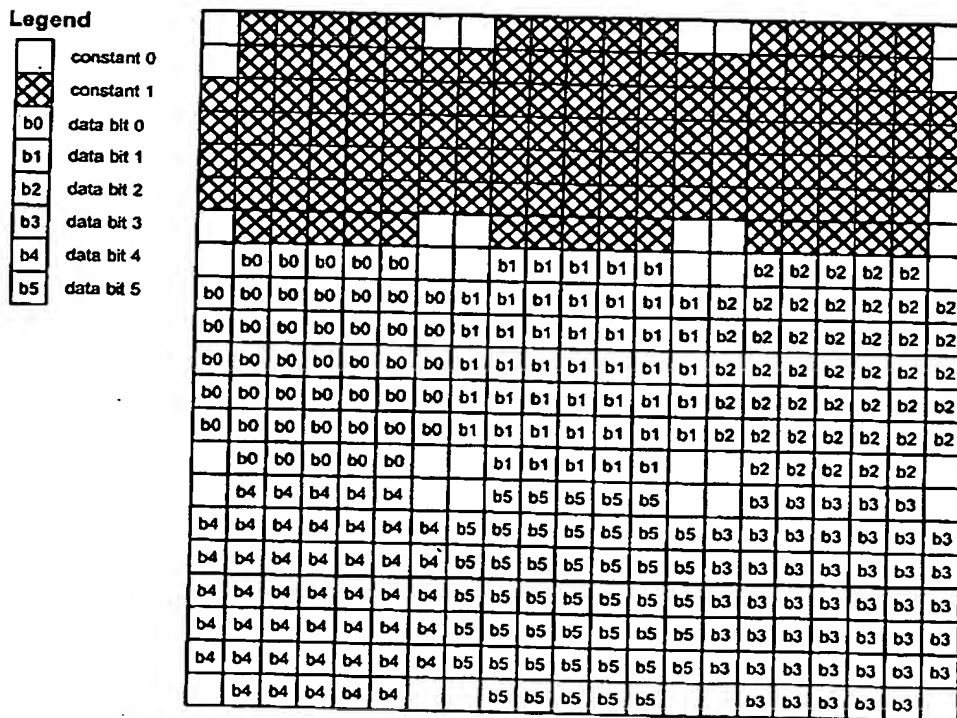 Legend
constant 0
constant 1
b0 data bit 0
b1 data bit 1
b2 data bit 2
b3 data bit 3
b4 data bit 4
b5 data bit 5
b0 b0 b0 b0 b0 b1 b1 b1 b1 b1 b2 b2 b2 b2 b2
b0 b0 b0 b0 b0 b0 b0 b1 b1 b1 b1 b1 b1 b1 b2 b2 b2 b2 b2 b2 b2
b0 b0 b0 b0 b0 b0 b0 b1 b1 b1 b1 b1 b1 b1 b2 b2 b2 b2 b2 b2 b2
b0 b0 b0 b0 b0 b0 b0 b1 b1 b1 b1 b1 b1 b1 b2 b2 b2 b2 b2 b2 b2
b0 b0 b0 b0 b0 b0 b0 b1 b1 b1 b1 b1 b1 b1 b2 b2 b2 b2 b2 b2 b2
b0 b0 b0 b0 b0 b0 b0 b1 b1 b1 b1 b1 b1 b1 b2 b2 b2 b2 b2 b2 b2
b0 b0 b0 b0 b0 b1 b1 b1 b1 b1 b2 b2 b2 b2 b2
b4 b4 b4 b4 b4 b5 b5 b5 b5 b5 b3 b3 b3 b3 b3
b4 b4 b4 b4 b4 b4 b4 b5 b5 b5 b5 b5 b5 b5 b3 b3 b3 b3 b3 b3 b3
b4 b4 b4 b4 b4 b4 b4 b5 b5 b5 b5 b5 b5 b5 b3 b3 b3 b3 b3 b3 b3
b4 b4 b4 b4 b4 b4 b4 b5 b5 b5 b5 b5 b5 b5 b3 b3 b3 b3 b3 b3 b3
b4 b4 b4 b4 b4 b4 b4 b5 b5 b5 b5 b5 b5 b5 b3 b3 b3 b3 b3 b3 b3
b4 b4 b4 b4 b4 b4 b4 b5 b5 b5 b5 b5 b5 b5 b3 b3 b3 b3 b3 b3 b3
b4 b4 b4 b4 b4 b5 b5 b5 b5 b5 b3 b3 b3 b3 b3